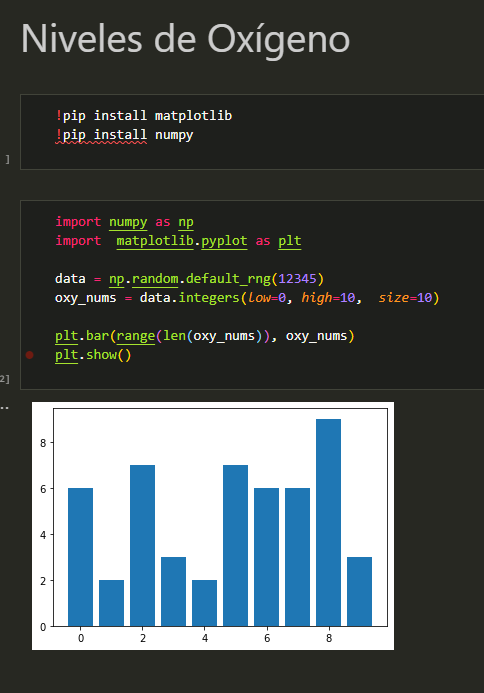 Niveles de Oxígeno
!pip install matplotlib
!pip install numpy
]
import numpy as np
import  matplotlib.pyplot as plt
data = np.random.default_rng(12345)
oxy_nums = data.integers(low=0, high=10,  size=10)
plt.bar(range(len(oxy_nums)), oxy_nums)
plt.show()
2]
..
8
6
4
2
0
0 2 4 6 8